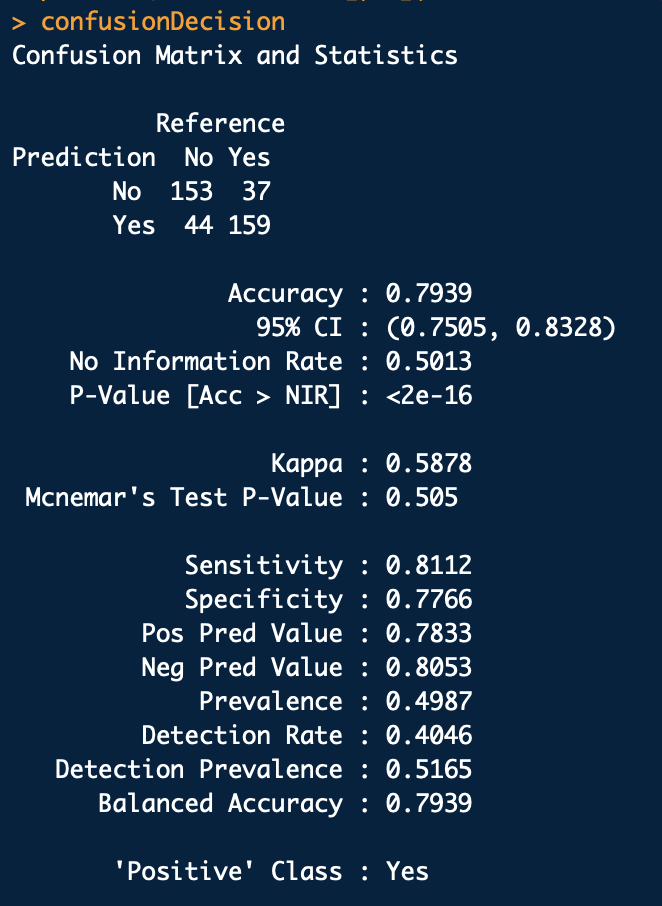 > confusionDecision
Confusion Matrix and Statistics
Reference
Prediction No Yes
No 153 37
Yes 44 159
Accuracy : 0.7939
95% CI : (0.7505, 0.8328)
No Information Rate : 0.5013
P-Value [Acc > NIR] : <2e-16
Kappa : 0.5878
Mcnemar's Test P-Value : 0.505
Sensitivity : 0.8112
Specificity : 0.7766
Pos Pred Value : 0.7833
Neg Pred Value : 0.8053
Prevalence : 0.4987
Detection Rate : 0.4046
Detection Prevalence : 0.5165
Balanced Accuracy : 0.7939
'Positive' Class : Yes